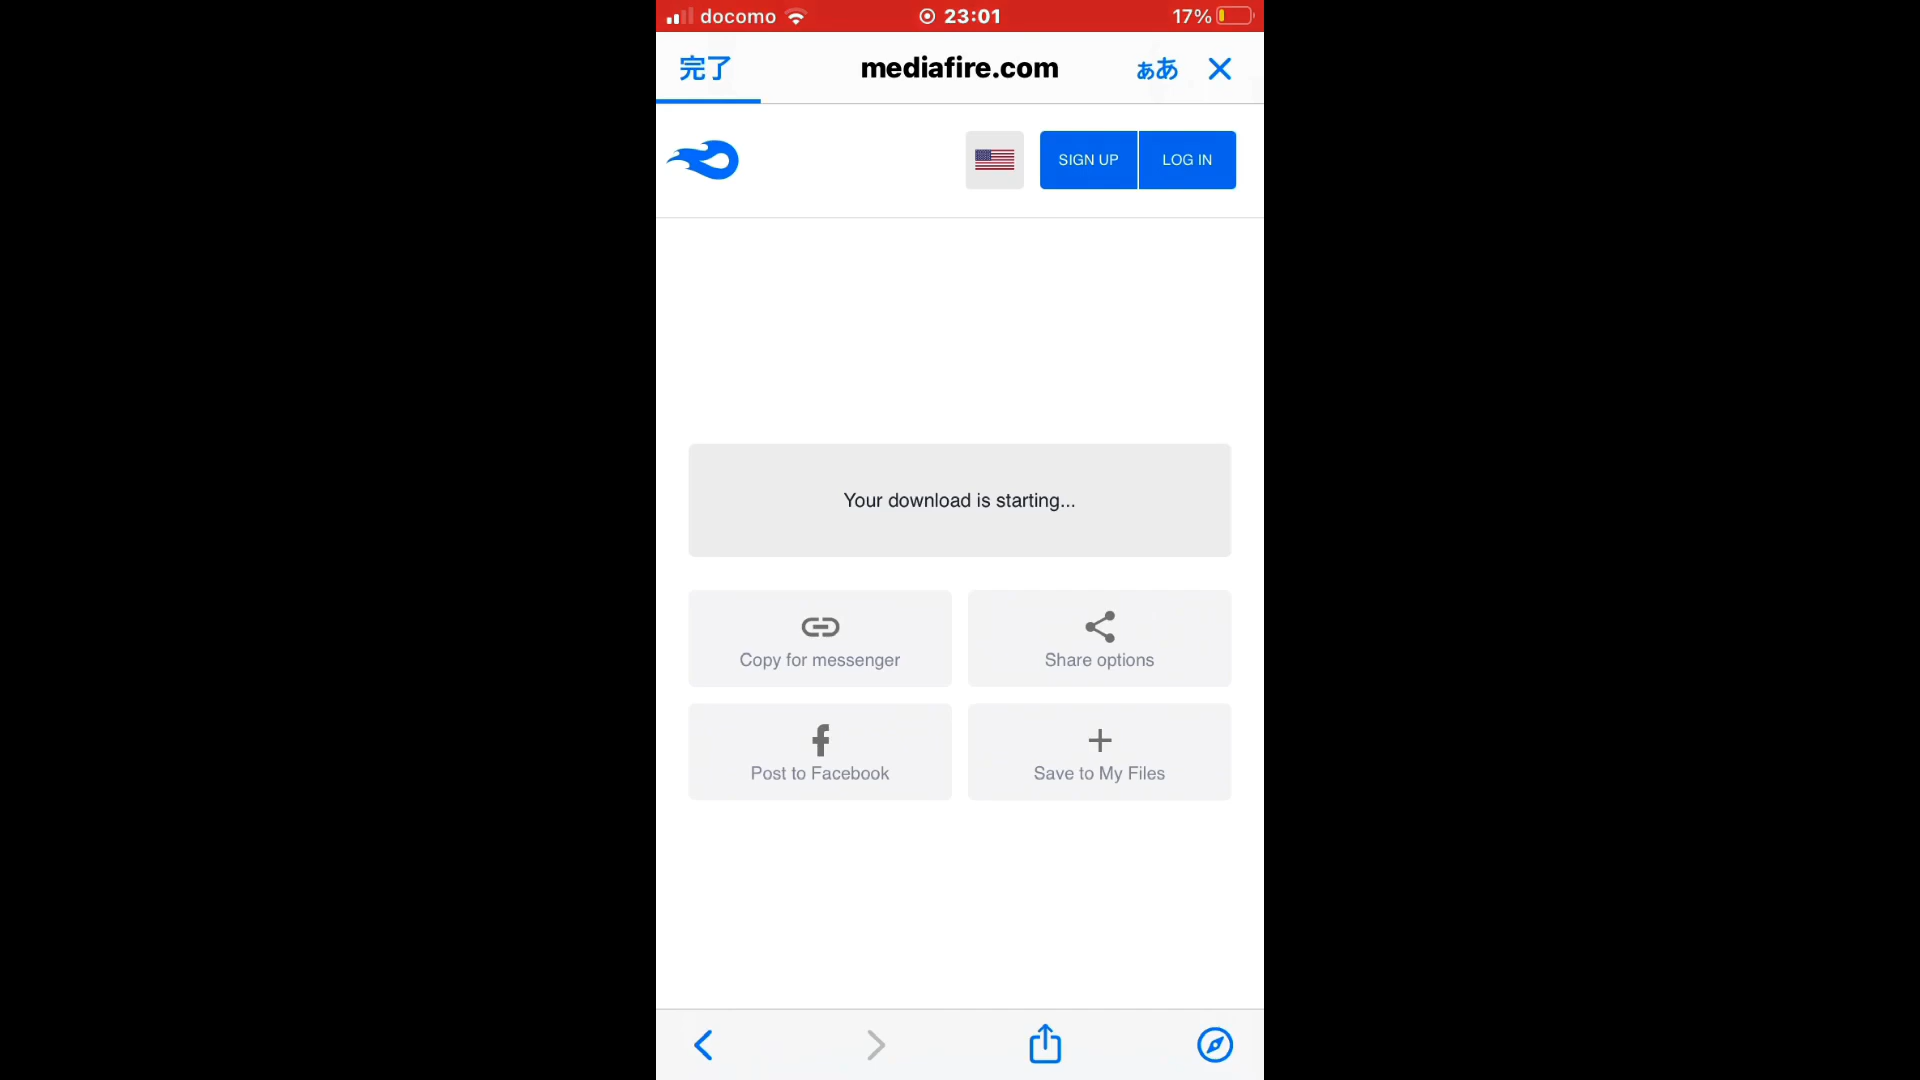 docomo 23:01 17%
完了 mediafire.com ぁあ
SIGN UP LOG IN
Your download is starting...
Copy for messenger Share options
Post to Facebook Save to My Files